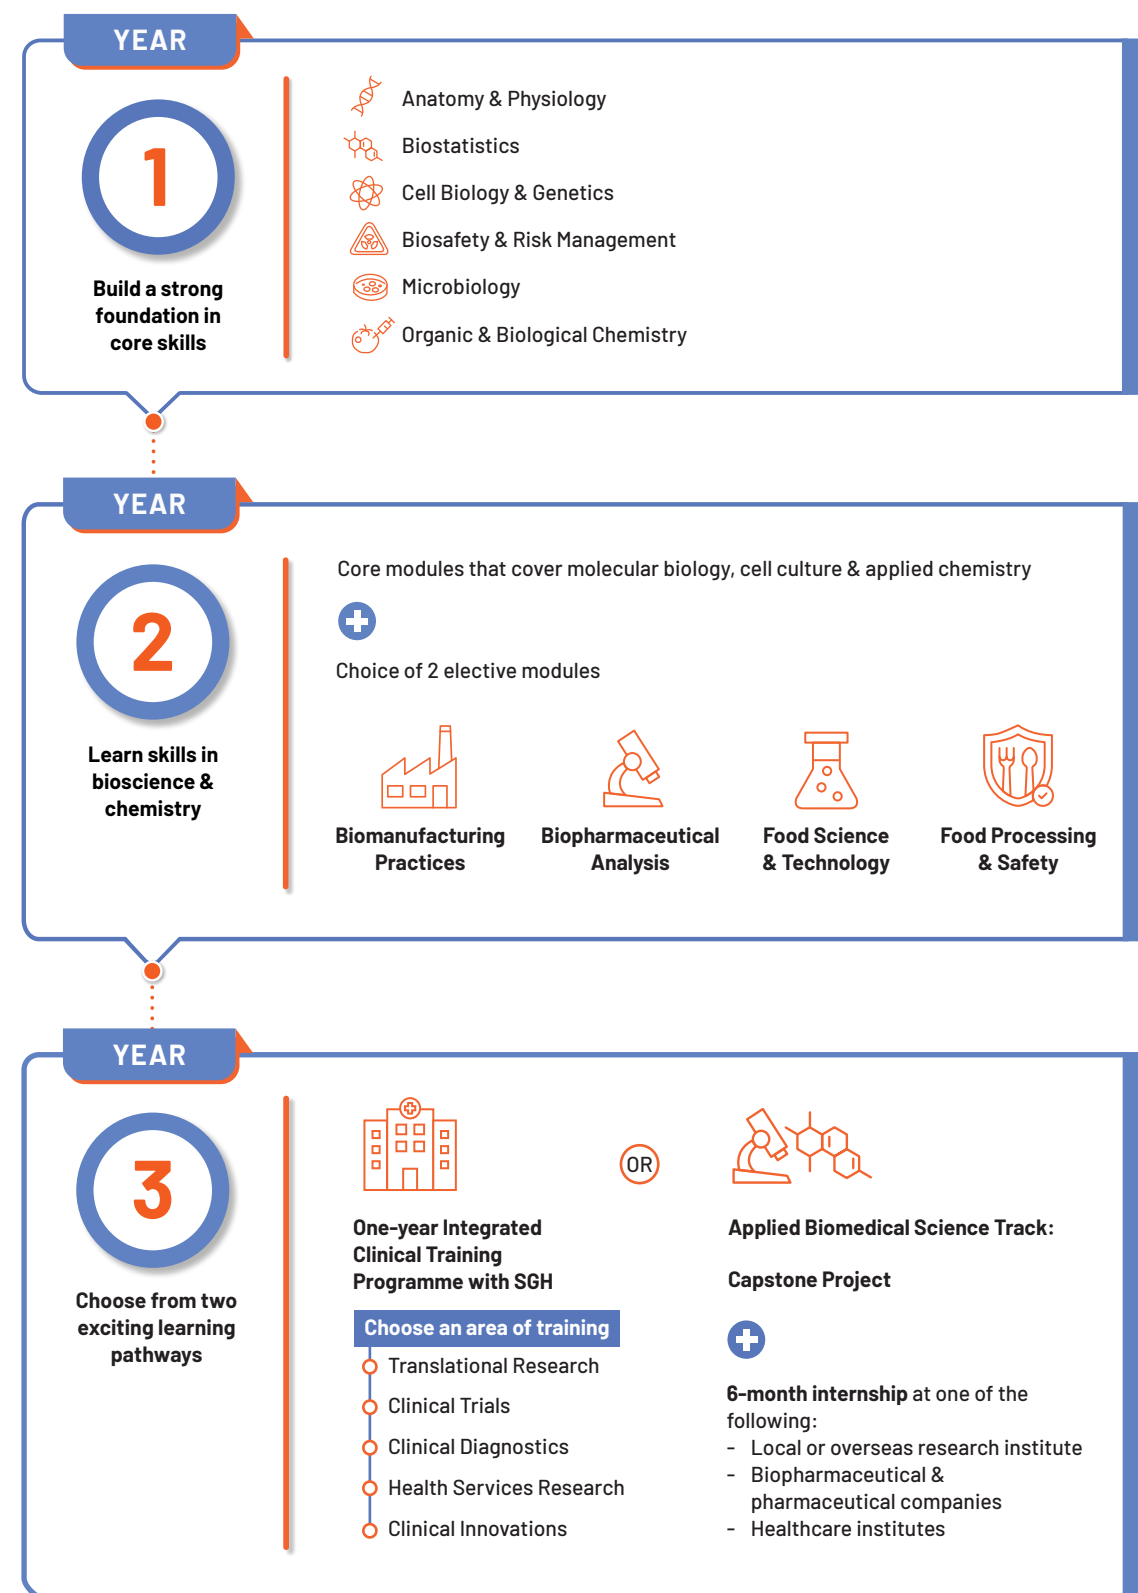 YEAR
1
Build a strong
foundation in
core skills
Anatomy & Physiology
Biostatistics
Cell Biology & Genetics
Biosafety & Risk Management
Microbiology
Organic & Biological Chemistry
YEAR
2
Learn skills in
bioscience &
chemistry
Core modules that cover molecular biology, cell culture & applied chemistry
Choice of 2 elective modules
Biomanufacturing
Practices
Biopharmaceutical
Analysis
Food Science
& Technology
Food Processing
& Safety
YEAR
3
Choose from two
exciting learning
pathways
One-year Integrated
Clinical Training
Programme with SGH
Choose an area of training
Translational Research
Clinical Trials
Clinical Diagnostics
Health Services Research
Clinical Innovations
OR
Applied Biomedical Science Track:
Capstone Project
6-month internship at one of the
following:
- Local or overseas research institute
- Biopharmaceutical &
pharmaceutical companies
- Healthcare institutes